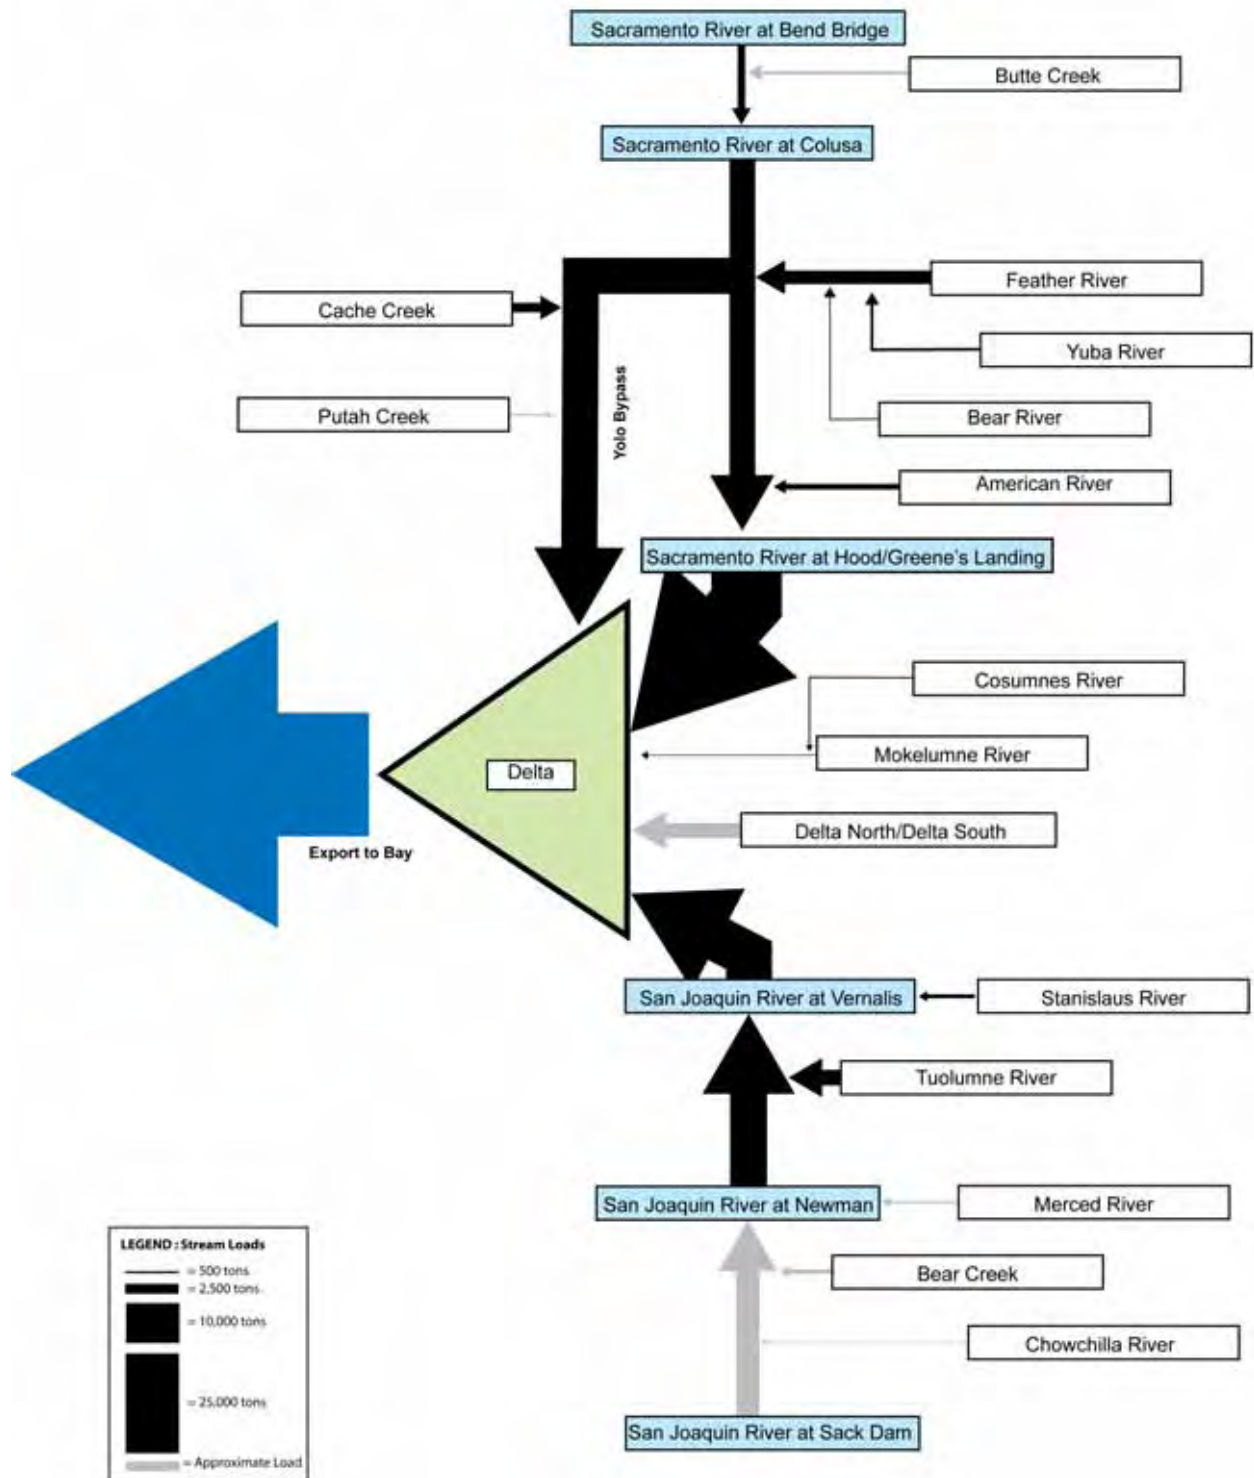 Sacramento River at Bend Bridge
Butte Creek
Sacramento River at Colusa
Feather River
Cache Creek
Yuba River
Yolo Bypass
Putah Creek
Bear River
American River
Sacramento River at Hood/Greene's Landing
Cosumnes River
Mokelumne River
Delta
Delta North/Delta South
Export to Bay
San Joaquin River at Vernalis
Stanislaus River
Tuolumne River
San Joaquin River at Newman
Merced River
Bear Creek
Chowchilla River
San Joaquin River at Sack Dam
LEGEND : Stream Loads
= 500 tons
= 2,500 tons
= 10,000 tons
= 25,000 tons
= Approximate Load